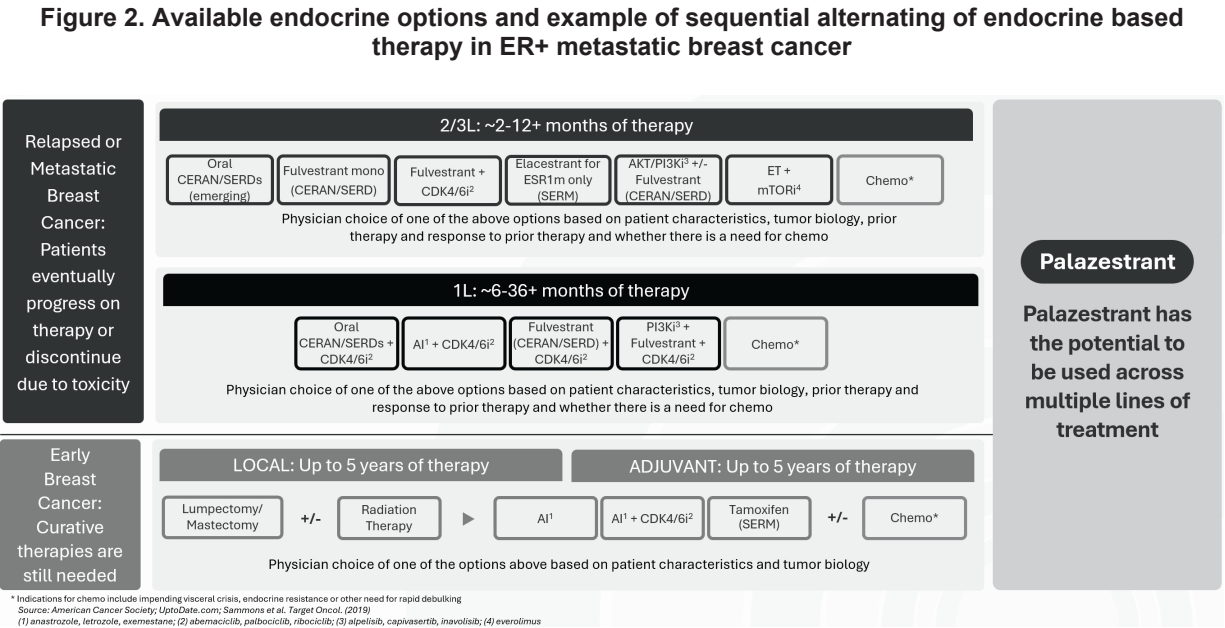 Figure 2. Available endocrine options and example of sequential alternating of endocrine based
therapy in ER+ metastatic breast cancer
Relapsed or
Metastatic
Breast
Cancer:
Patients
eventually
progress on
therapy or
discontinue
due to toxicity
2/3L: ~2-12+ months of therapy
Oral
CERAN/SERDs
(emerging)
Fulvestrant mono
(CERAN/SERD)
Fulvestrant +
CDK4/6i²
Elacestrant for
ESR1m only
(SERM)
AKT/PI3Ki³ +/-
Fulvestrant
(CERAN/SERD)
ET +
mTORi⁴
Chemo*
Physician choice of one of the above options based on patient characteristics, tumor biology, prior
therapy and response to prior therapy and whether there is a need for chemo
1L: ~6-36+ months of therapy
Oral
CERAN/SERDs +
CDK4/6i²
AI¹ + CDK4/6i²
Fulvestrant
(CERAN/SERD) +
CDK4/6i²
PI3Ki³ +
Fulvestrant +
CDK4/6i²
Chemo*
Physician choice of one of the above options based on patient characteristics, tumor biology, prior therapy and
response to prior therapy and whether there is a need for chemo
Early
Breast
Cancer:
Curative
therapies are
still needed
LOCAL: Up to 5 years of therapy
ADJUVANT: Up to 5 years of therapy
Lumpectomy/
Mastectomy
+/-
Radiation
Therapy
AI¹
AI¹ + CDK4/6i²
Tamoxifen
(SERM)
+/-
Chemo*
Physician choice of one of the options above based on patient characteristics and tumor biology
Palazestrant
Palazestrant has
the potential to
be used across
multiple lines of
treatment
* Indications for chemo include impending visceral crisis, endocrine resistance or other need for rapid debulking
Source: American Cancer Society; UptoDate.com; Sammons et al. Target Oncol. (2019)
(1) anastrozole, letrozole, exemestane; (2) abemaciclib, palbociclib, ribociclib; (3) alpelisib, capivasertib, inavolisib; (4) everolimus